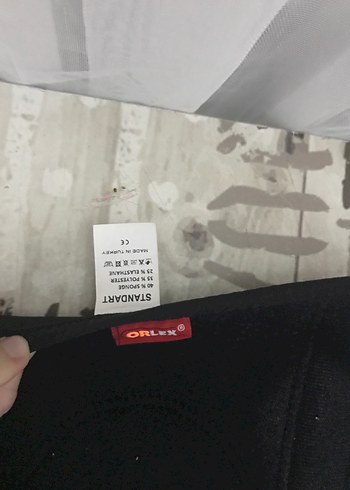 STANDART
40 % SPONGE
35 % POLYESTER
25 % ELASTHANE
MADE IN TURKEY
CE
ORLEX®